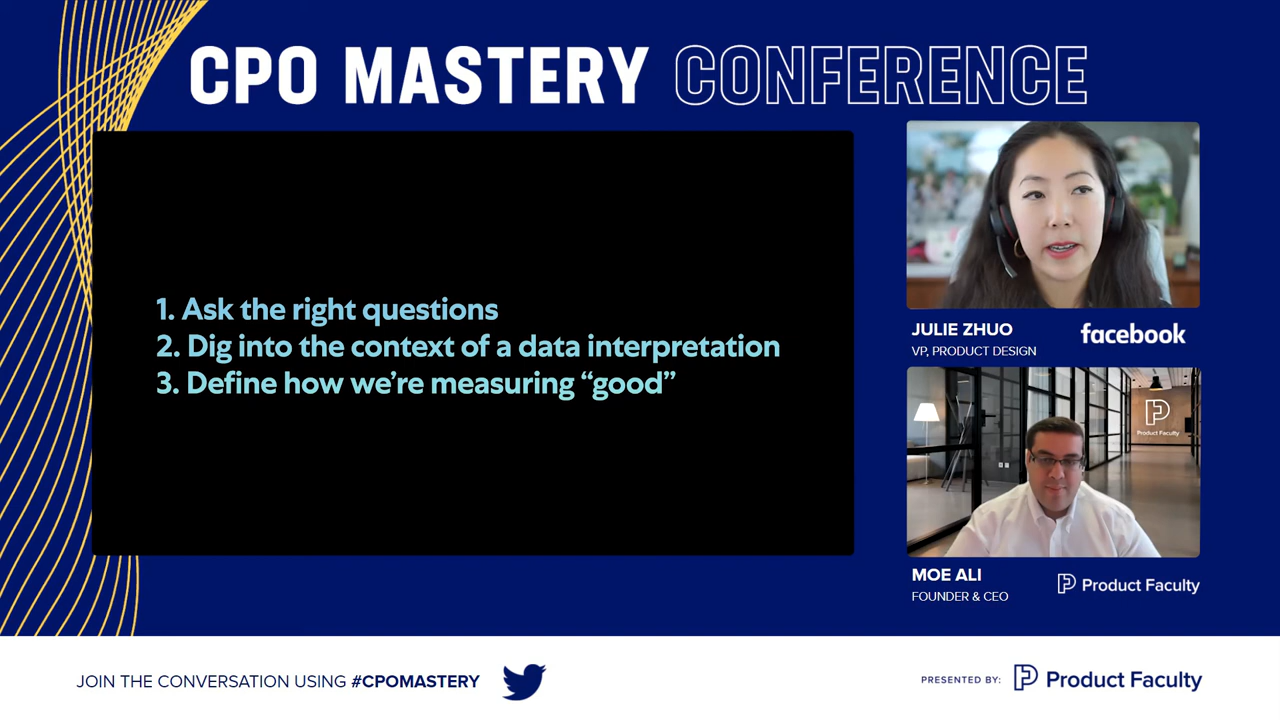 CPO MASTERY CONFERENCE
1. Ask the right questions
2. Dig into the context of a data interpretation
3. Define how we're measuring “good”
JULIE ZHUO
VP, PRODUCT DESIGN
facebook
Product Faculty
MOE ALI
FOUNDER & CEO
Product Faculty
JOIN THE CONVERSATION USING #CPOMASTERY
PRESENTED BY:
Product Faculty